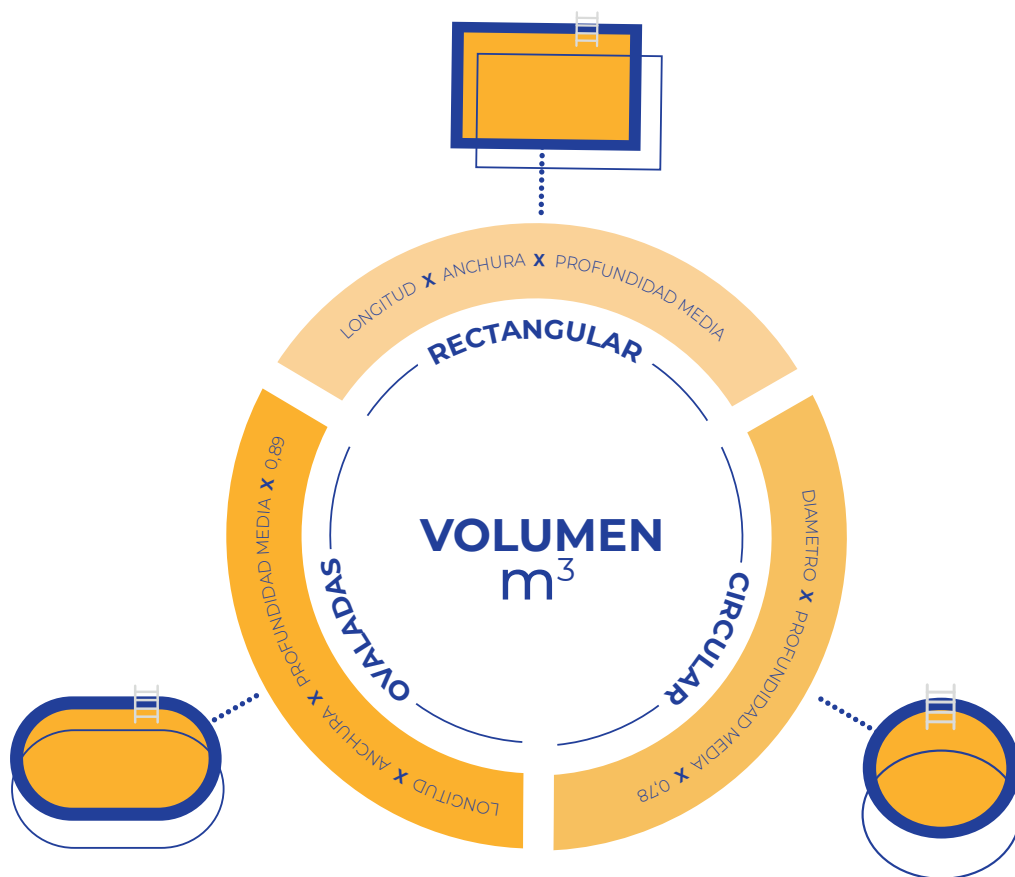 LONGITUD X ANCHURA X PROFUNDIDAD MEDIA
RECTANGULAR
LONGITUD X ANCHURA X PROFUNDIDAD MEDIA X 0,89
OVALADAS
VOLUMEN
m³
CIRCULAR
DIAMETRO X PROFUNDIDAD MEDIA X 0,78